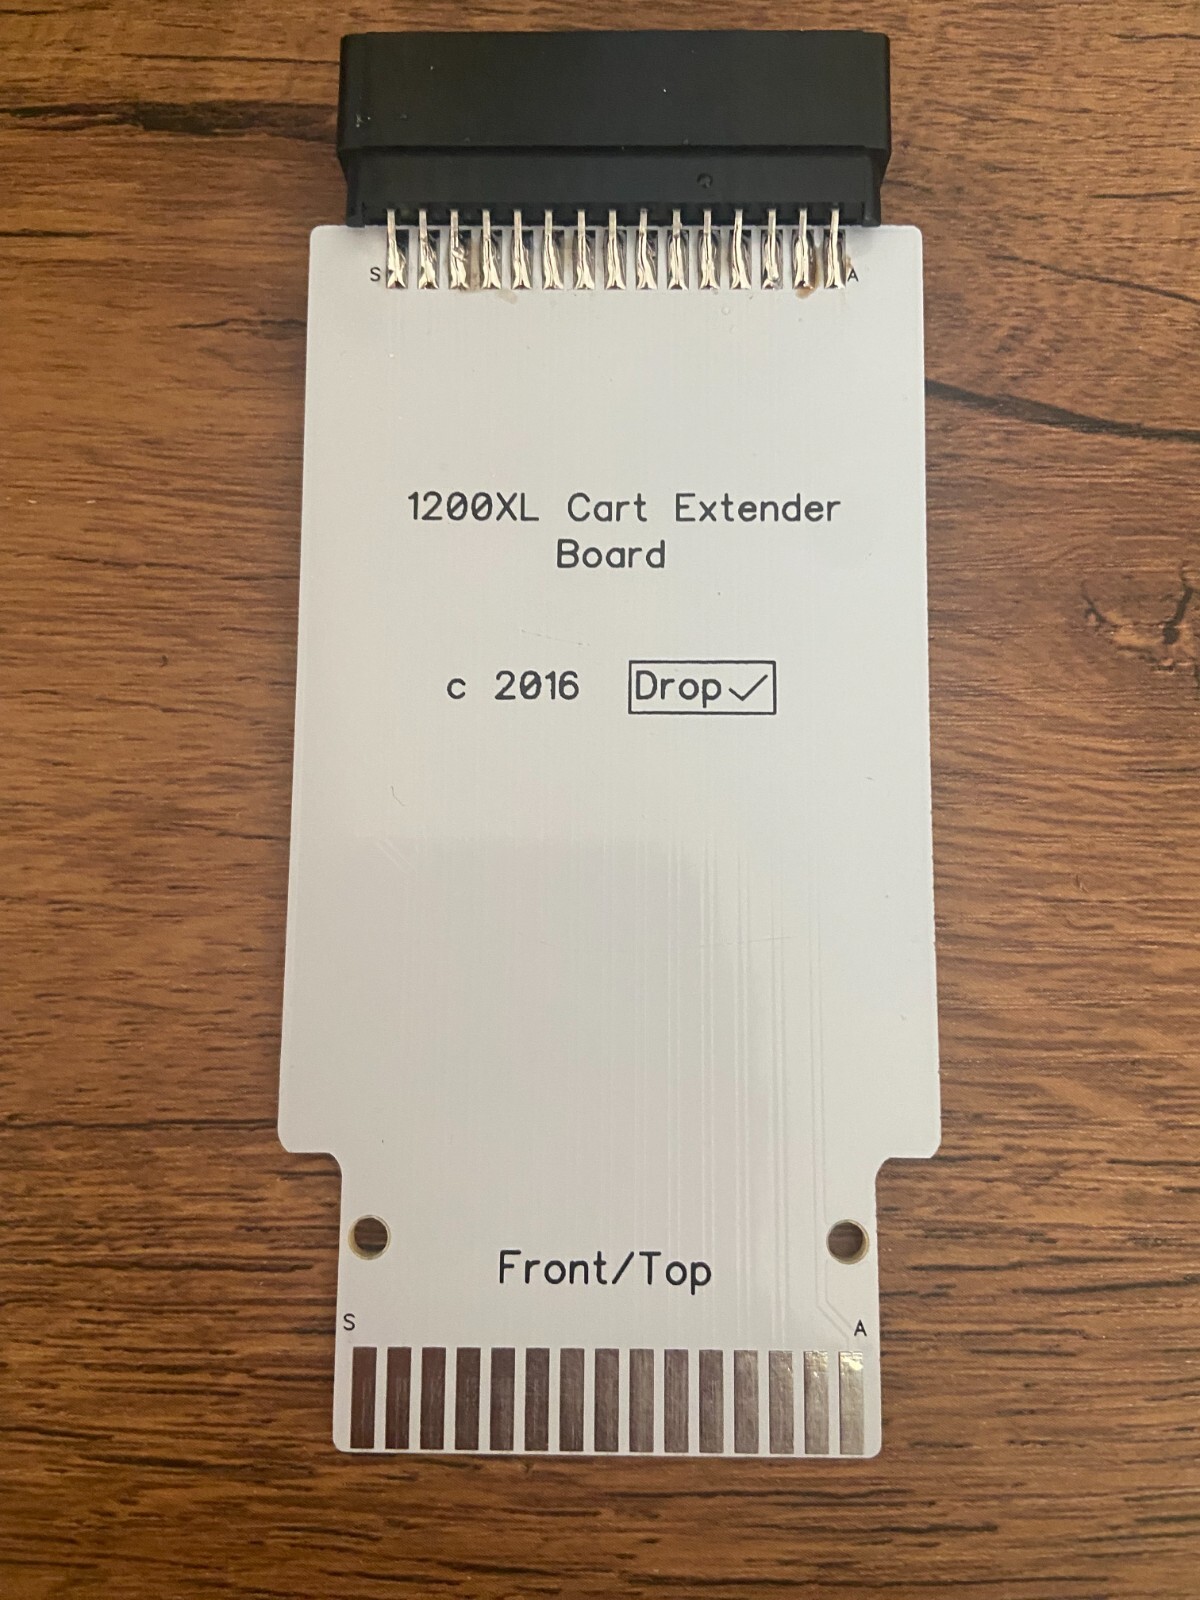 S A
1200XL Cart Extender
Board
c 2016 Drop✓
Front/Top
S A